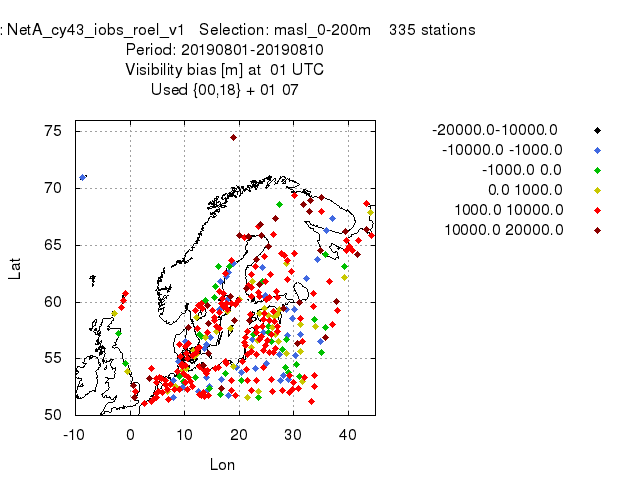 : NetA_cy43_iobs_roel_v1 Selection: masl_0-200m 335 stations
Period: 20190801-20190810
Visibility bias [m] at 01 UTC
Used {00,18} + 01 07
75
70
65
60
55
50
Lat
-10 0 10 20 30 40
Lon
-20000.0-10000.0
-10000.0 -1000.0
-1000.0 0.0
0.0 1000.0
1000.0 10000.0
10000.0 20000.0